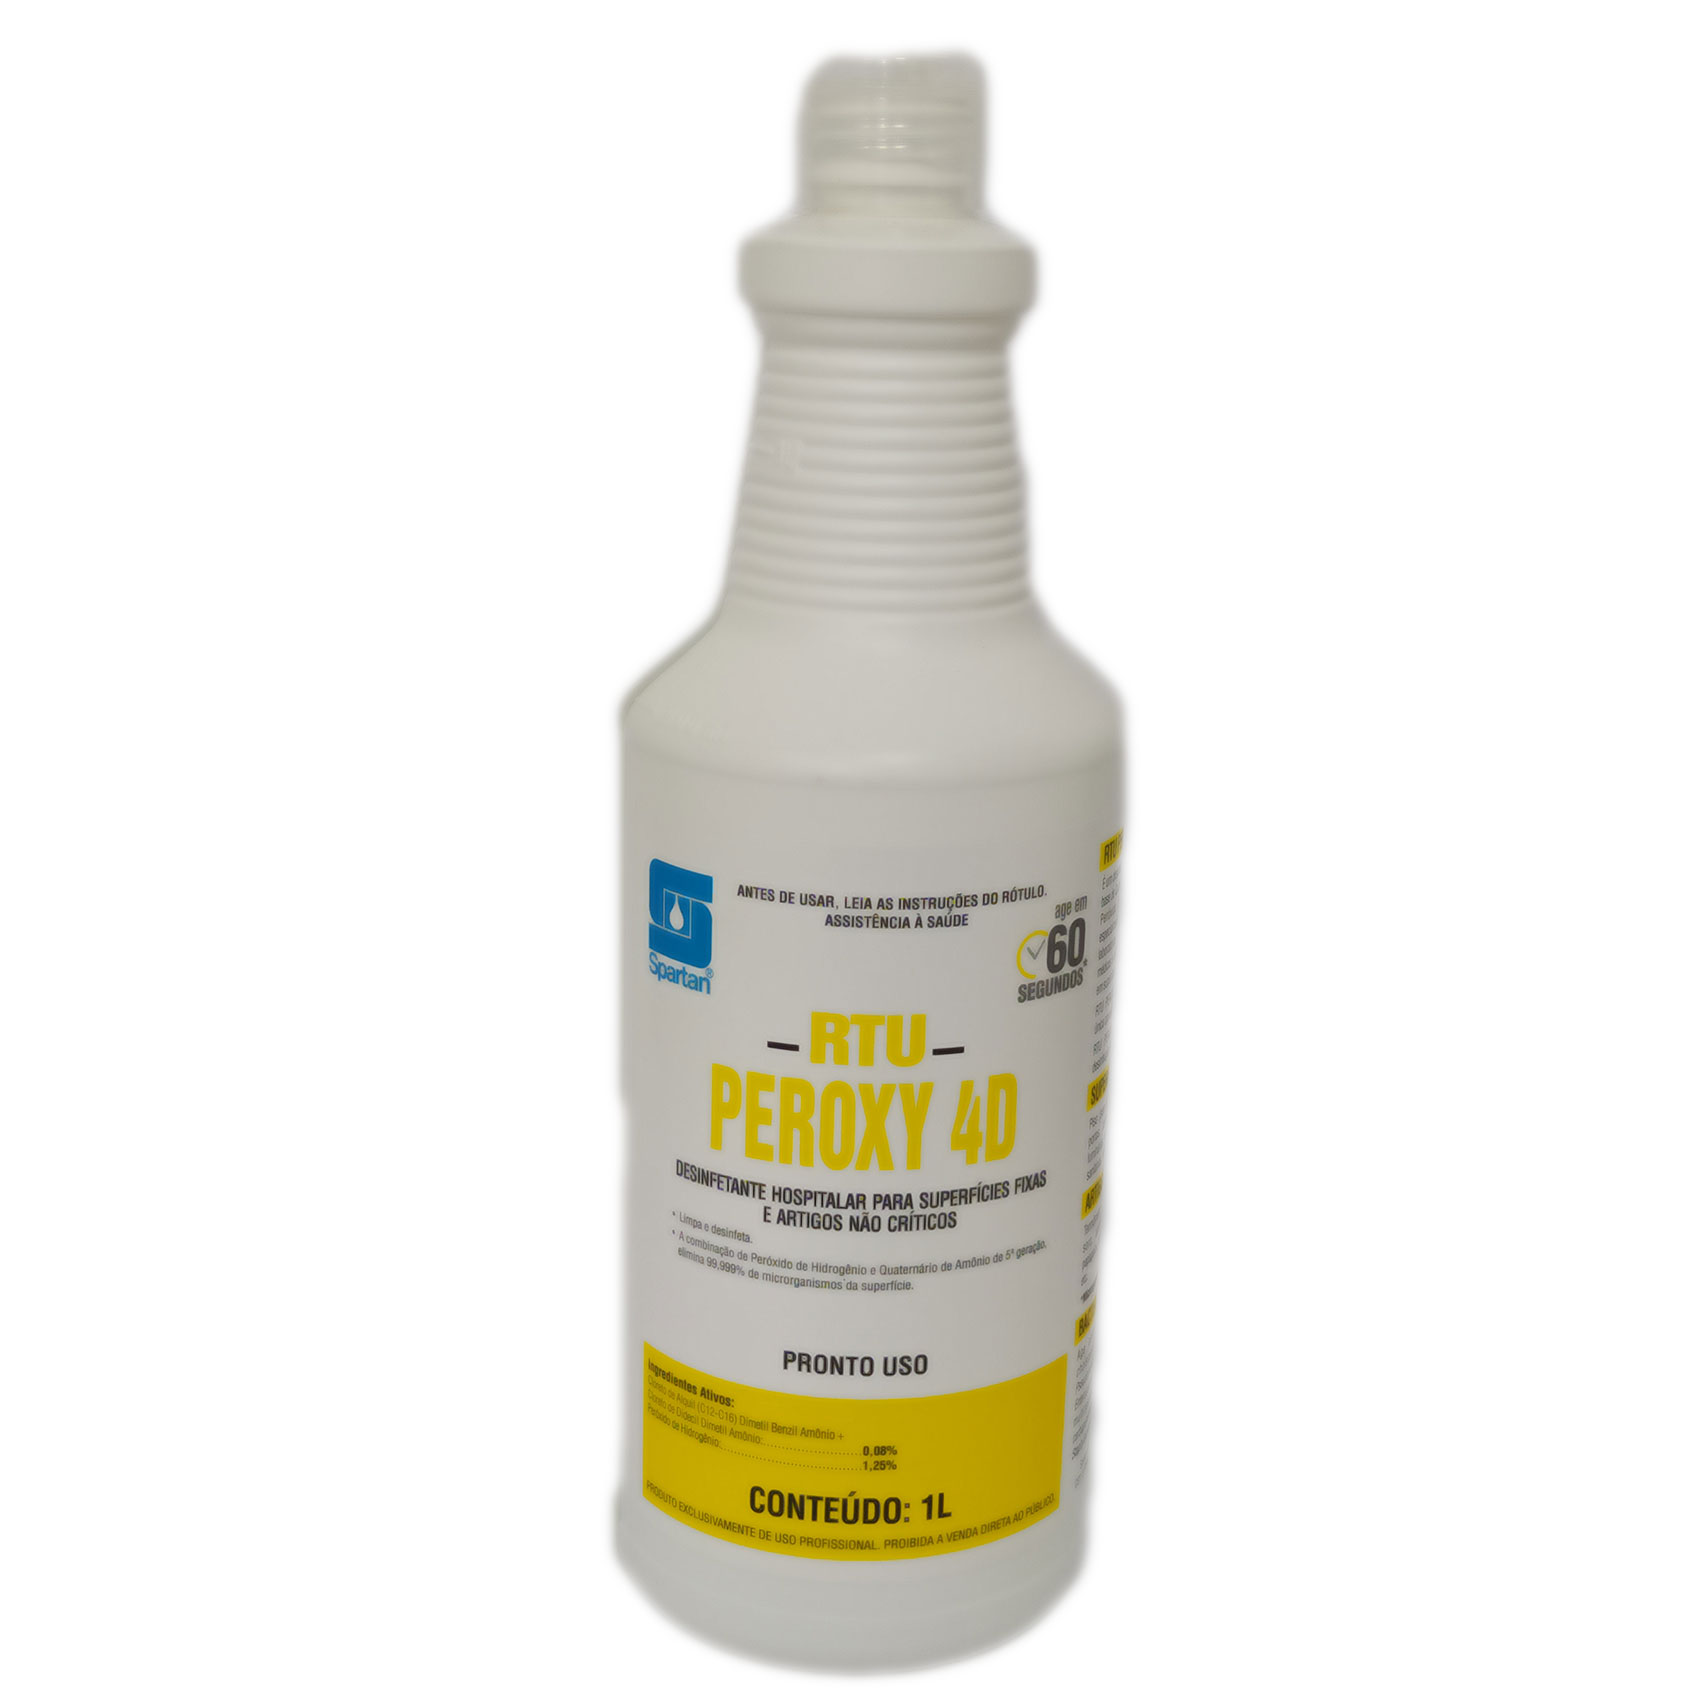 ANTES DE USAR, LEIA AS INSTRUÇÕES DO RÓTULO.
ASSISTÊNCIA À SAÚDE
Spartan®
age em
60
SEGUNDOS*
RTU
PEROXY 4D
DESINFETANTE HOSPITALAR PARA SUPERFÍCIES FIXAS
E ARTIGOS NÃO CRÍTICOS
• Limpa e desinfeta.
• A combinação de Peróxido de Hidrogênio e Quaternário de Amônio de 5ª geração,
elimina 99,999% de microrganismos da superfície.
PRONTO USO
Ingredientes Ativos:
Cloreto de Alquil (C12-C16) Dimetil Benzil Amônio +
Cloreto de Didecil Dimetil Amônio:..........................0,08%
Peróxido de Hidrogênio:..........................1,25%
CONTEÚDO: 1L
PRODUTO EXCLUSIVAMENTE DE USO PROFISSIONAL. PROIBIDA A VENDA DIRETA AO PÚBLICO.
RTU